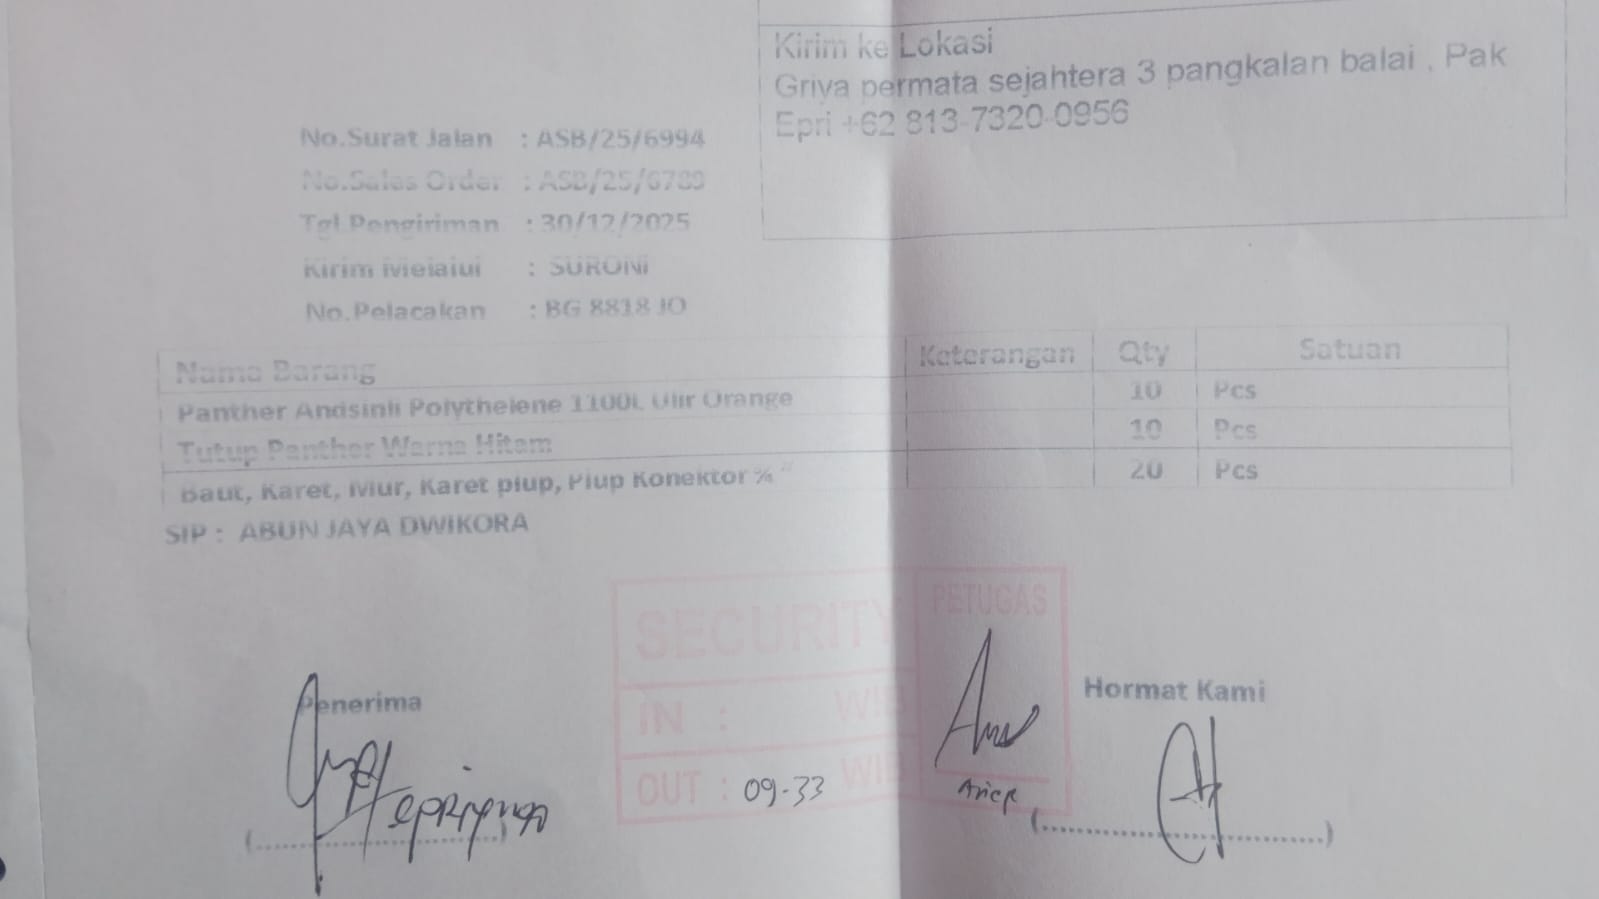 Kirim ke Lokasi
Griya permata sejahtera 3 pangkalan balai , Pak
Epri +62 813-7320-0956
No.Surat Jalan : ASB/25/6994
No.Sales Order : ASB/25/6789
Tgl.Pengiriman : 30/12/2025
Kirim Melalui : SURONI
No.Pelacakan : BG 8818 JO
Nama Barang Keterangan Qty Satuan
Panther Andsinli Polythelene 1100L Ulir Orange 10 Pcs
Tutup Panther Warna Hitam 10 Pcs
Baut, Karet, Mur, Karet plup, Plup Konektor ¾ " 20 Pcs
SIP : ABUN JAYA DWIKORA
SECURITY PETUGAS
IN : WIB
OUT : 09-33 WIB
Penerima
Hormat Kami